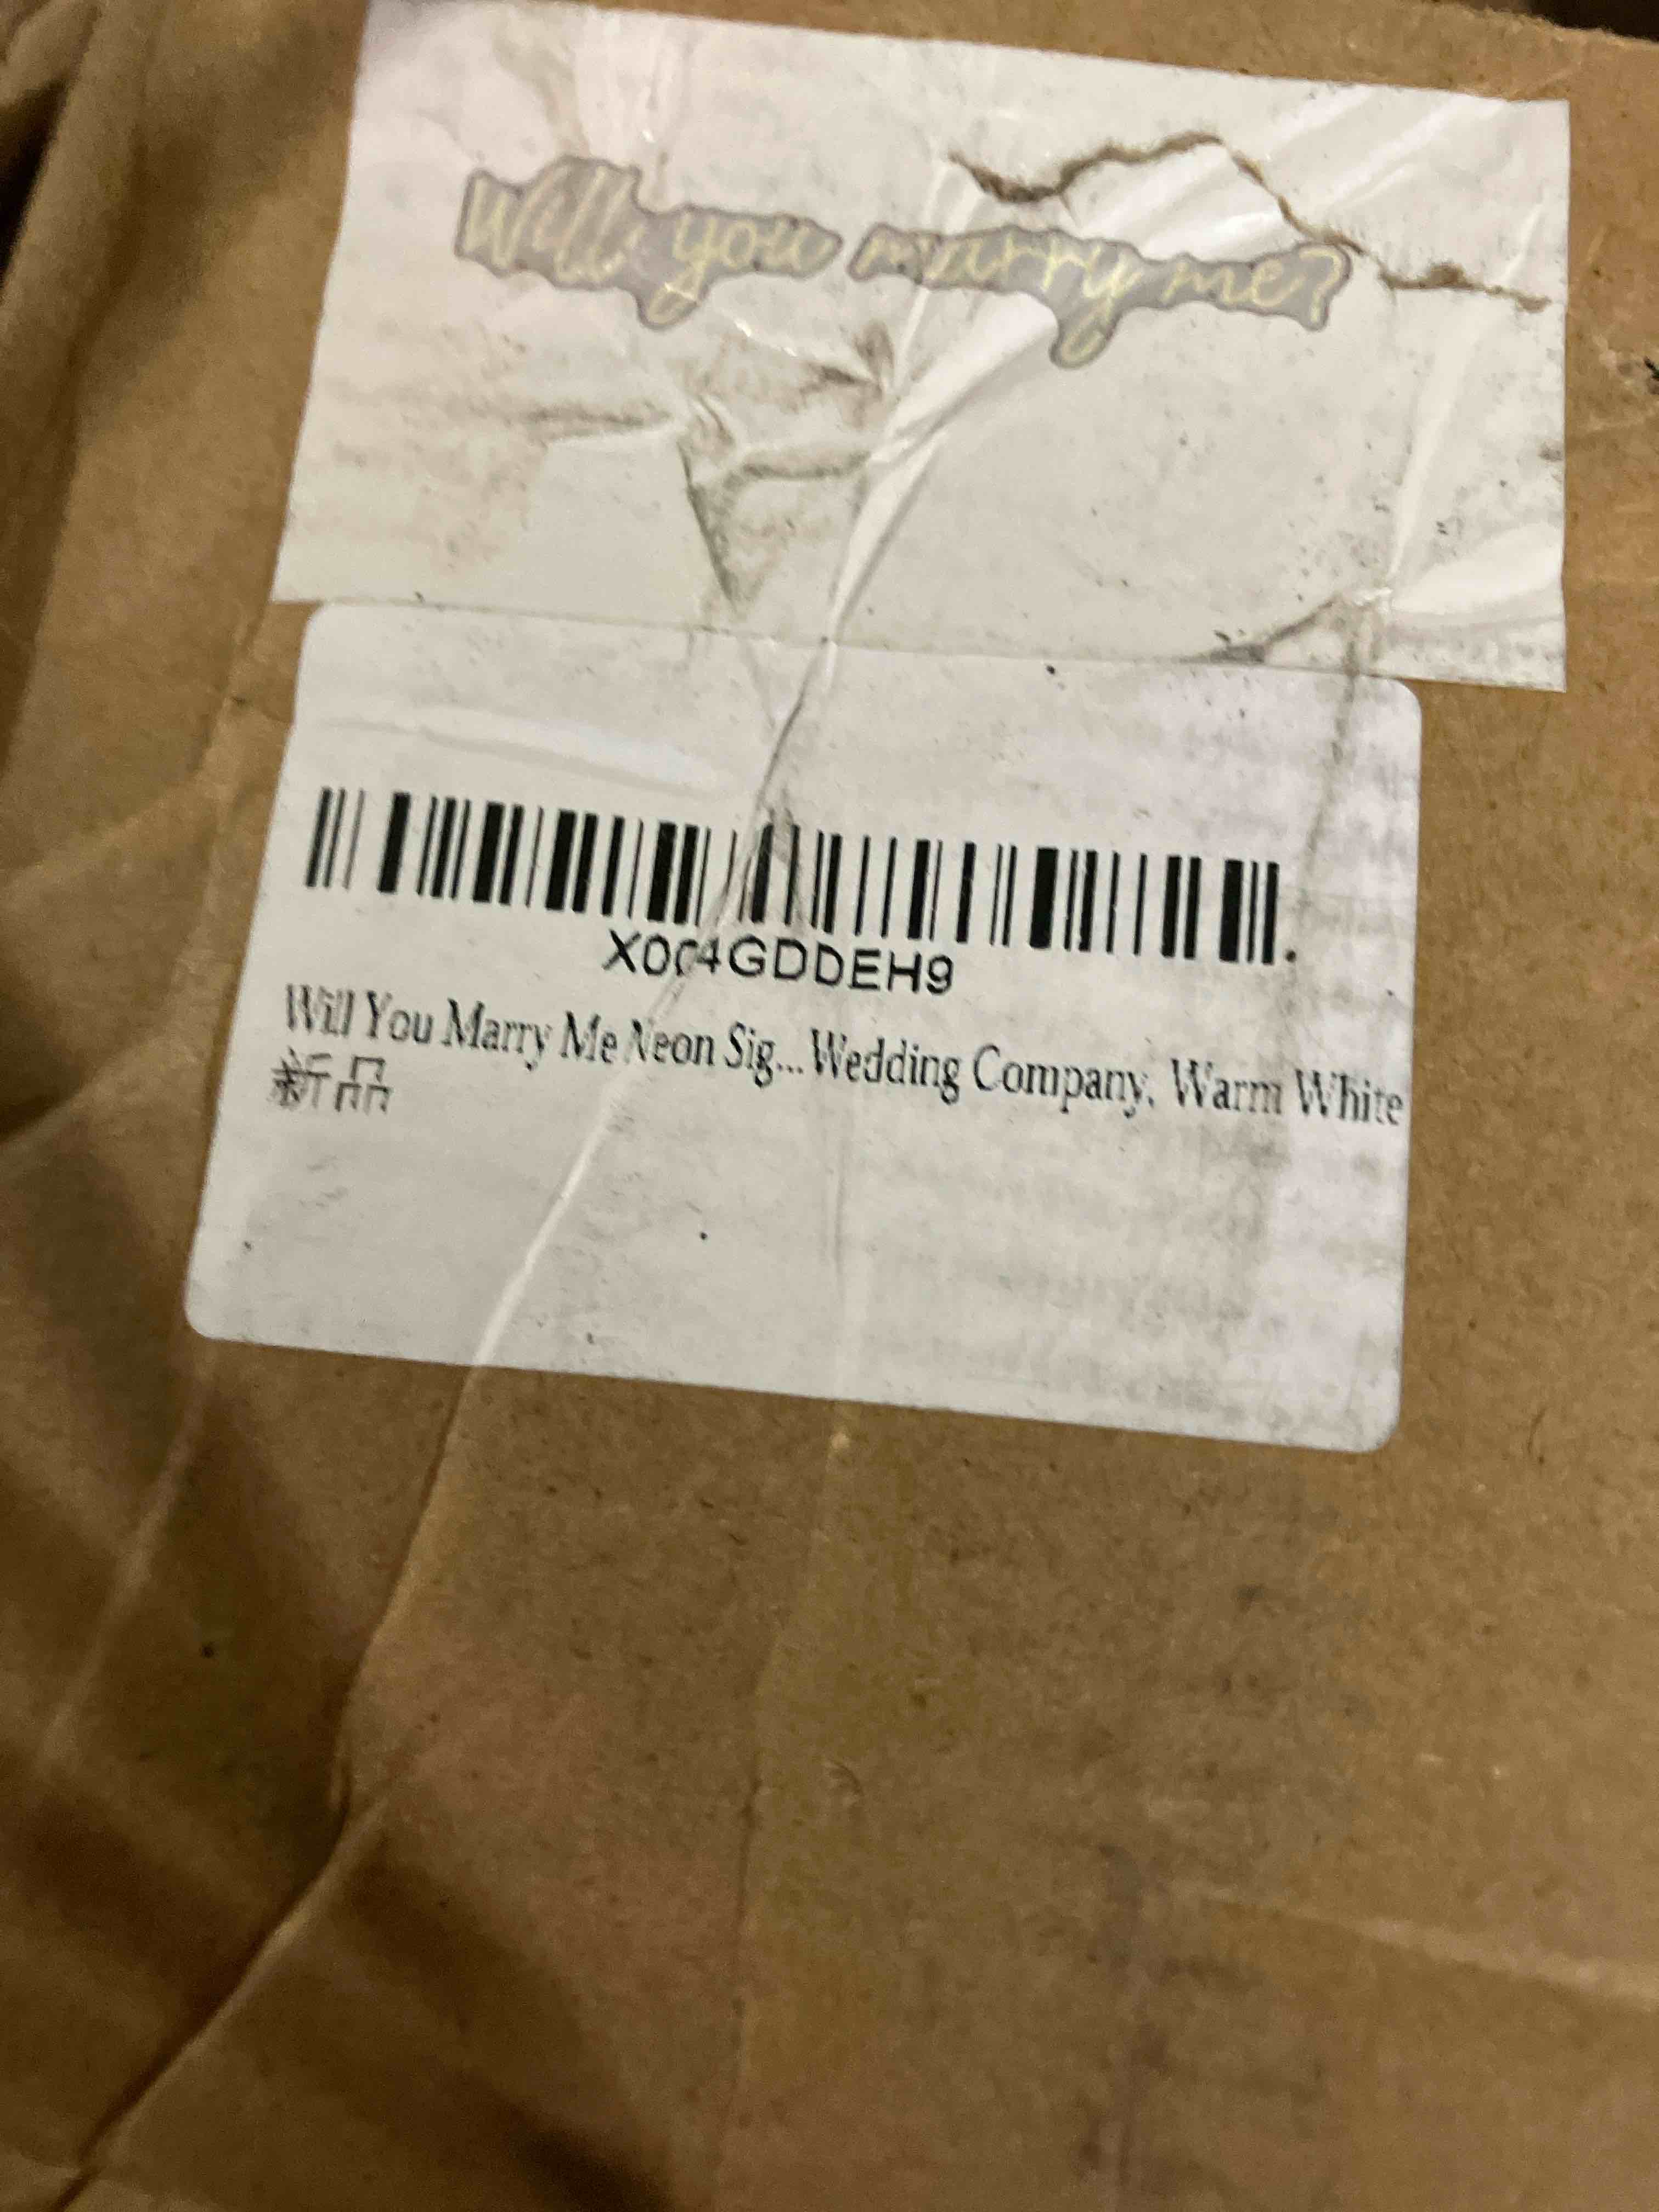 Will you marry me?
X004GDDEH9
Will You Marry Me Neon Sig... Wedding Company, Warm White
新品